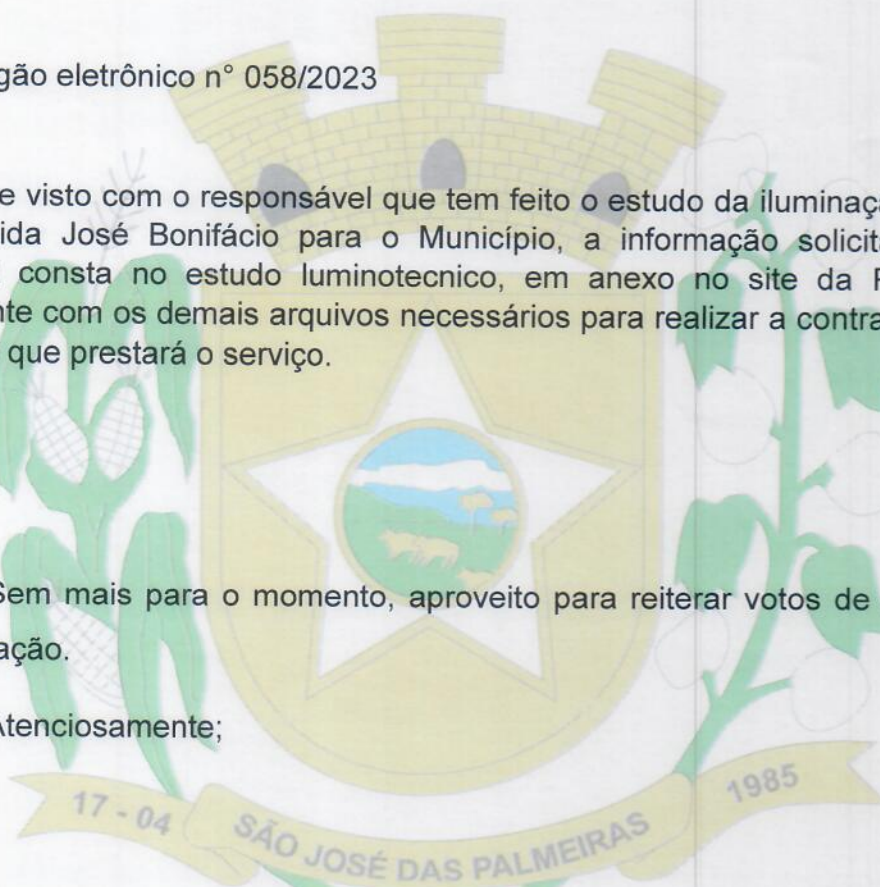 gão eletrônico n° 058/2023
e visto com o responsável que tem feito o estudo da iluminaç
ida José Bonifácio para o Município, a informação solicit
consta no estudo luminotecnico, em anexo no site da P
nte com os demais arquivos necessários para realizar a contra
que prestará o serviço.
Sem mais para o momento, aproveito para reiterar votos de
ação.
Atenciosamente;
17 - 04 SÃO JOSÉ DAS PALMEIRAS 1985